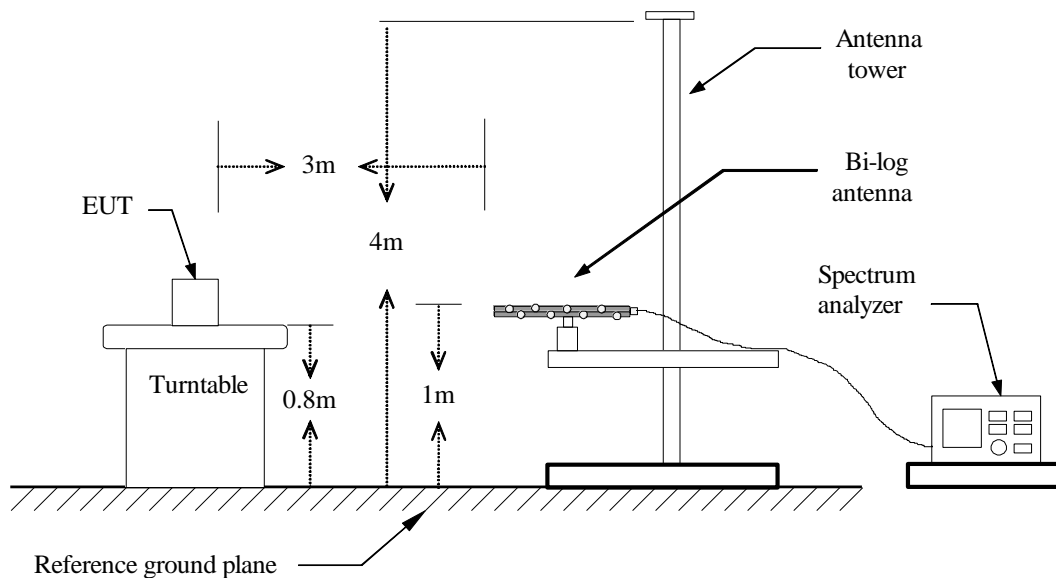 Antenna
tower
3m
Bi-log
antenna
EUT
4m
Spectrum
analyzer
Turntable
0.8m
1m
Reference ground plane